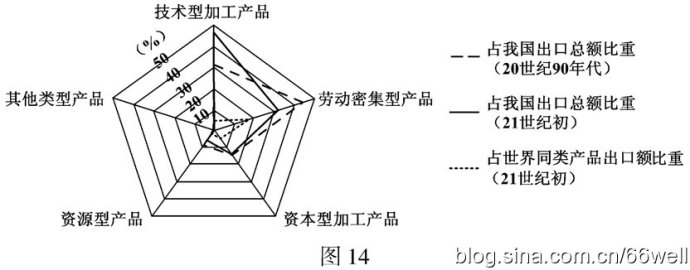 技术型加工产品
(%)
50
40
30
20
10
其他类型产品
劳动密集型产品
资源型产品
资本型加工产品
占我国出口总额比重
（20世纪90年代）
占我国出口总额比重
（21世纪初）
占世界同类产品出口额比重
（21世纪初）
图 14
blog.sina.com.cn/66well